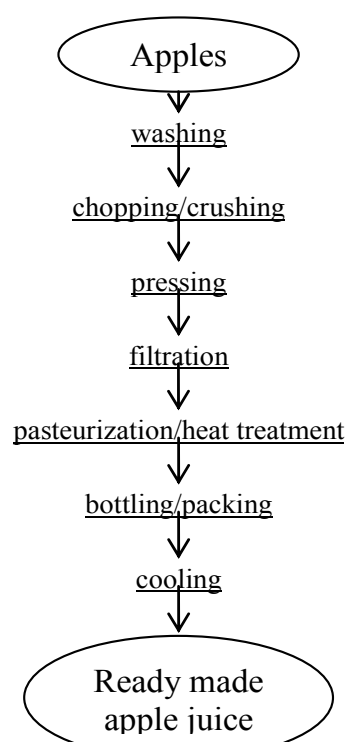 Apples
washing
chopping/crushing
pressing
filtration
pasteurization/heat treatment
bottling/packing
cooling
Ready made
apple juice